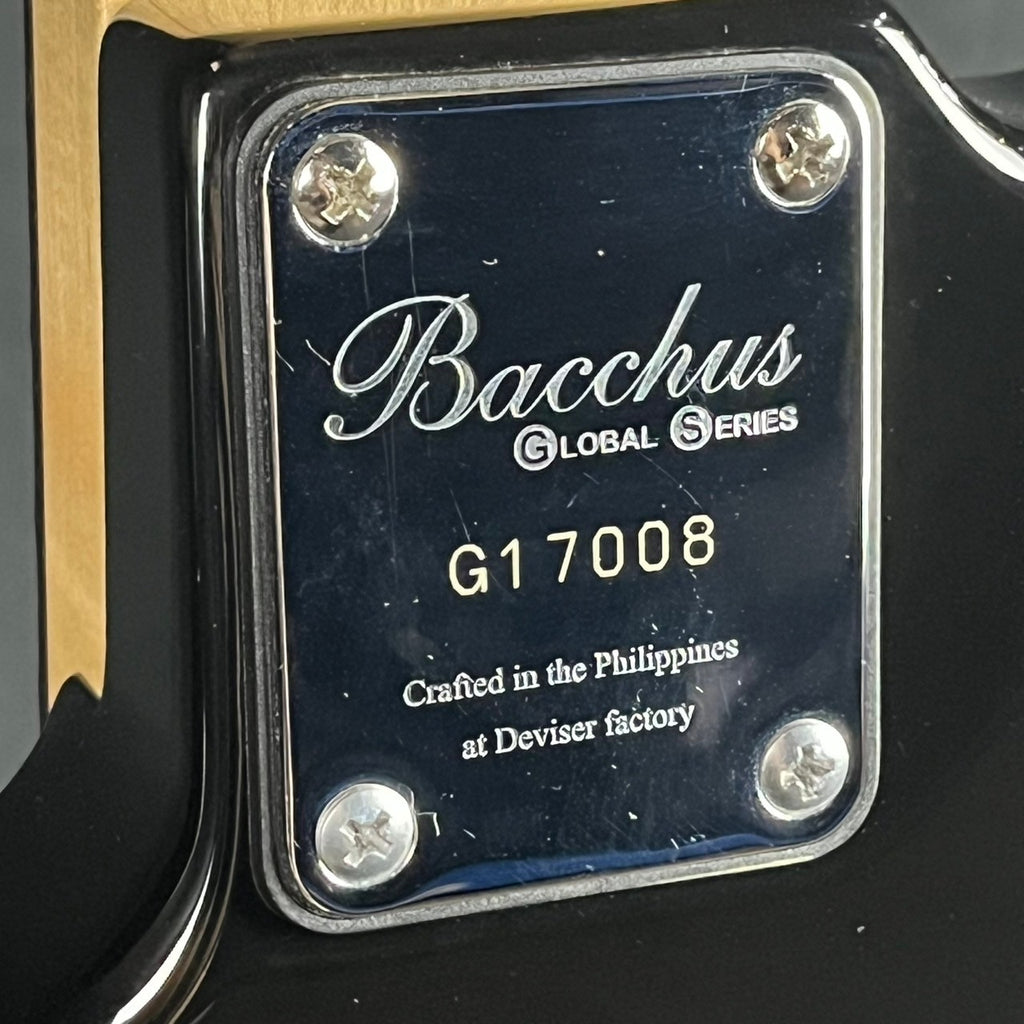 Bacchus
GLOBAL SERIES
G17008
Crafted in the Philippines
at Deviser factory